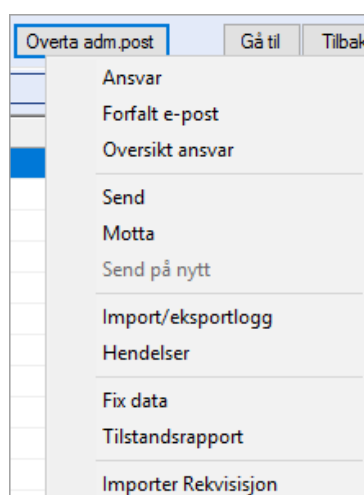 Overta adm.post Gå til Tilbak
Ansvar
Forfalt e-post
Oversikt ansvar
Send
Motta
Send på nytt
Import/eksportlogg
Hendelser
Fix data
Tilstandsrapport
Importer Rekvisisjon